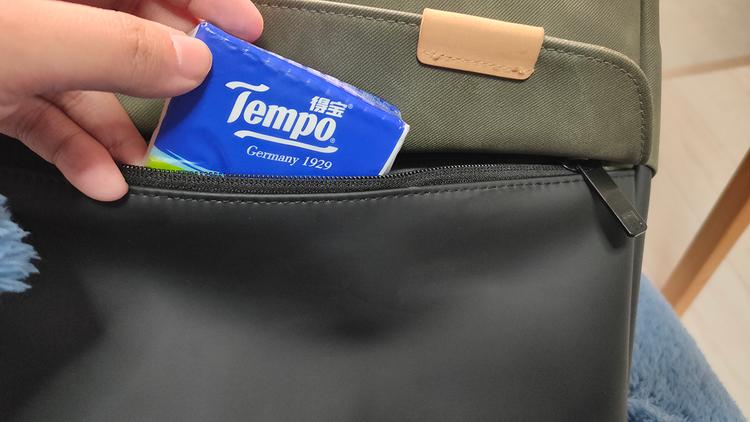 Tempo
得宝
Germany 1929